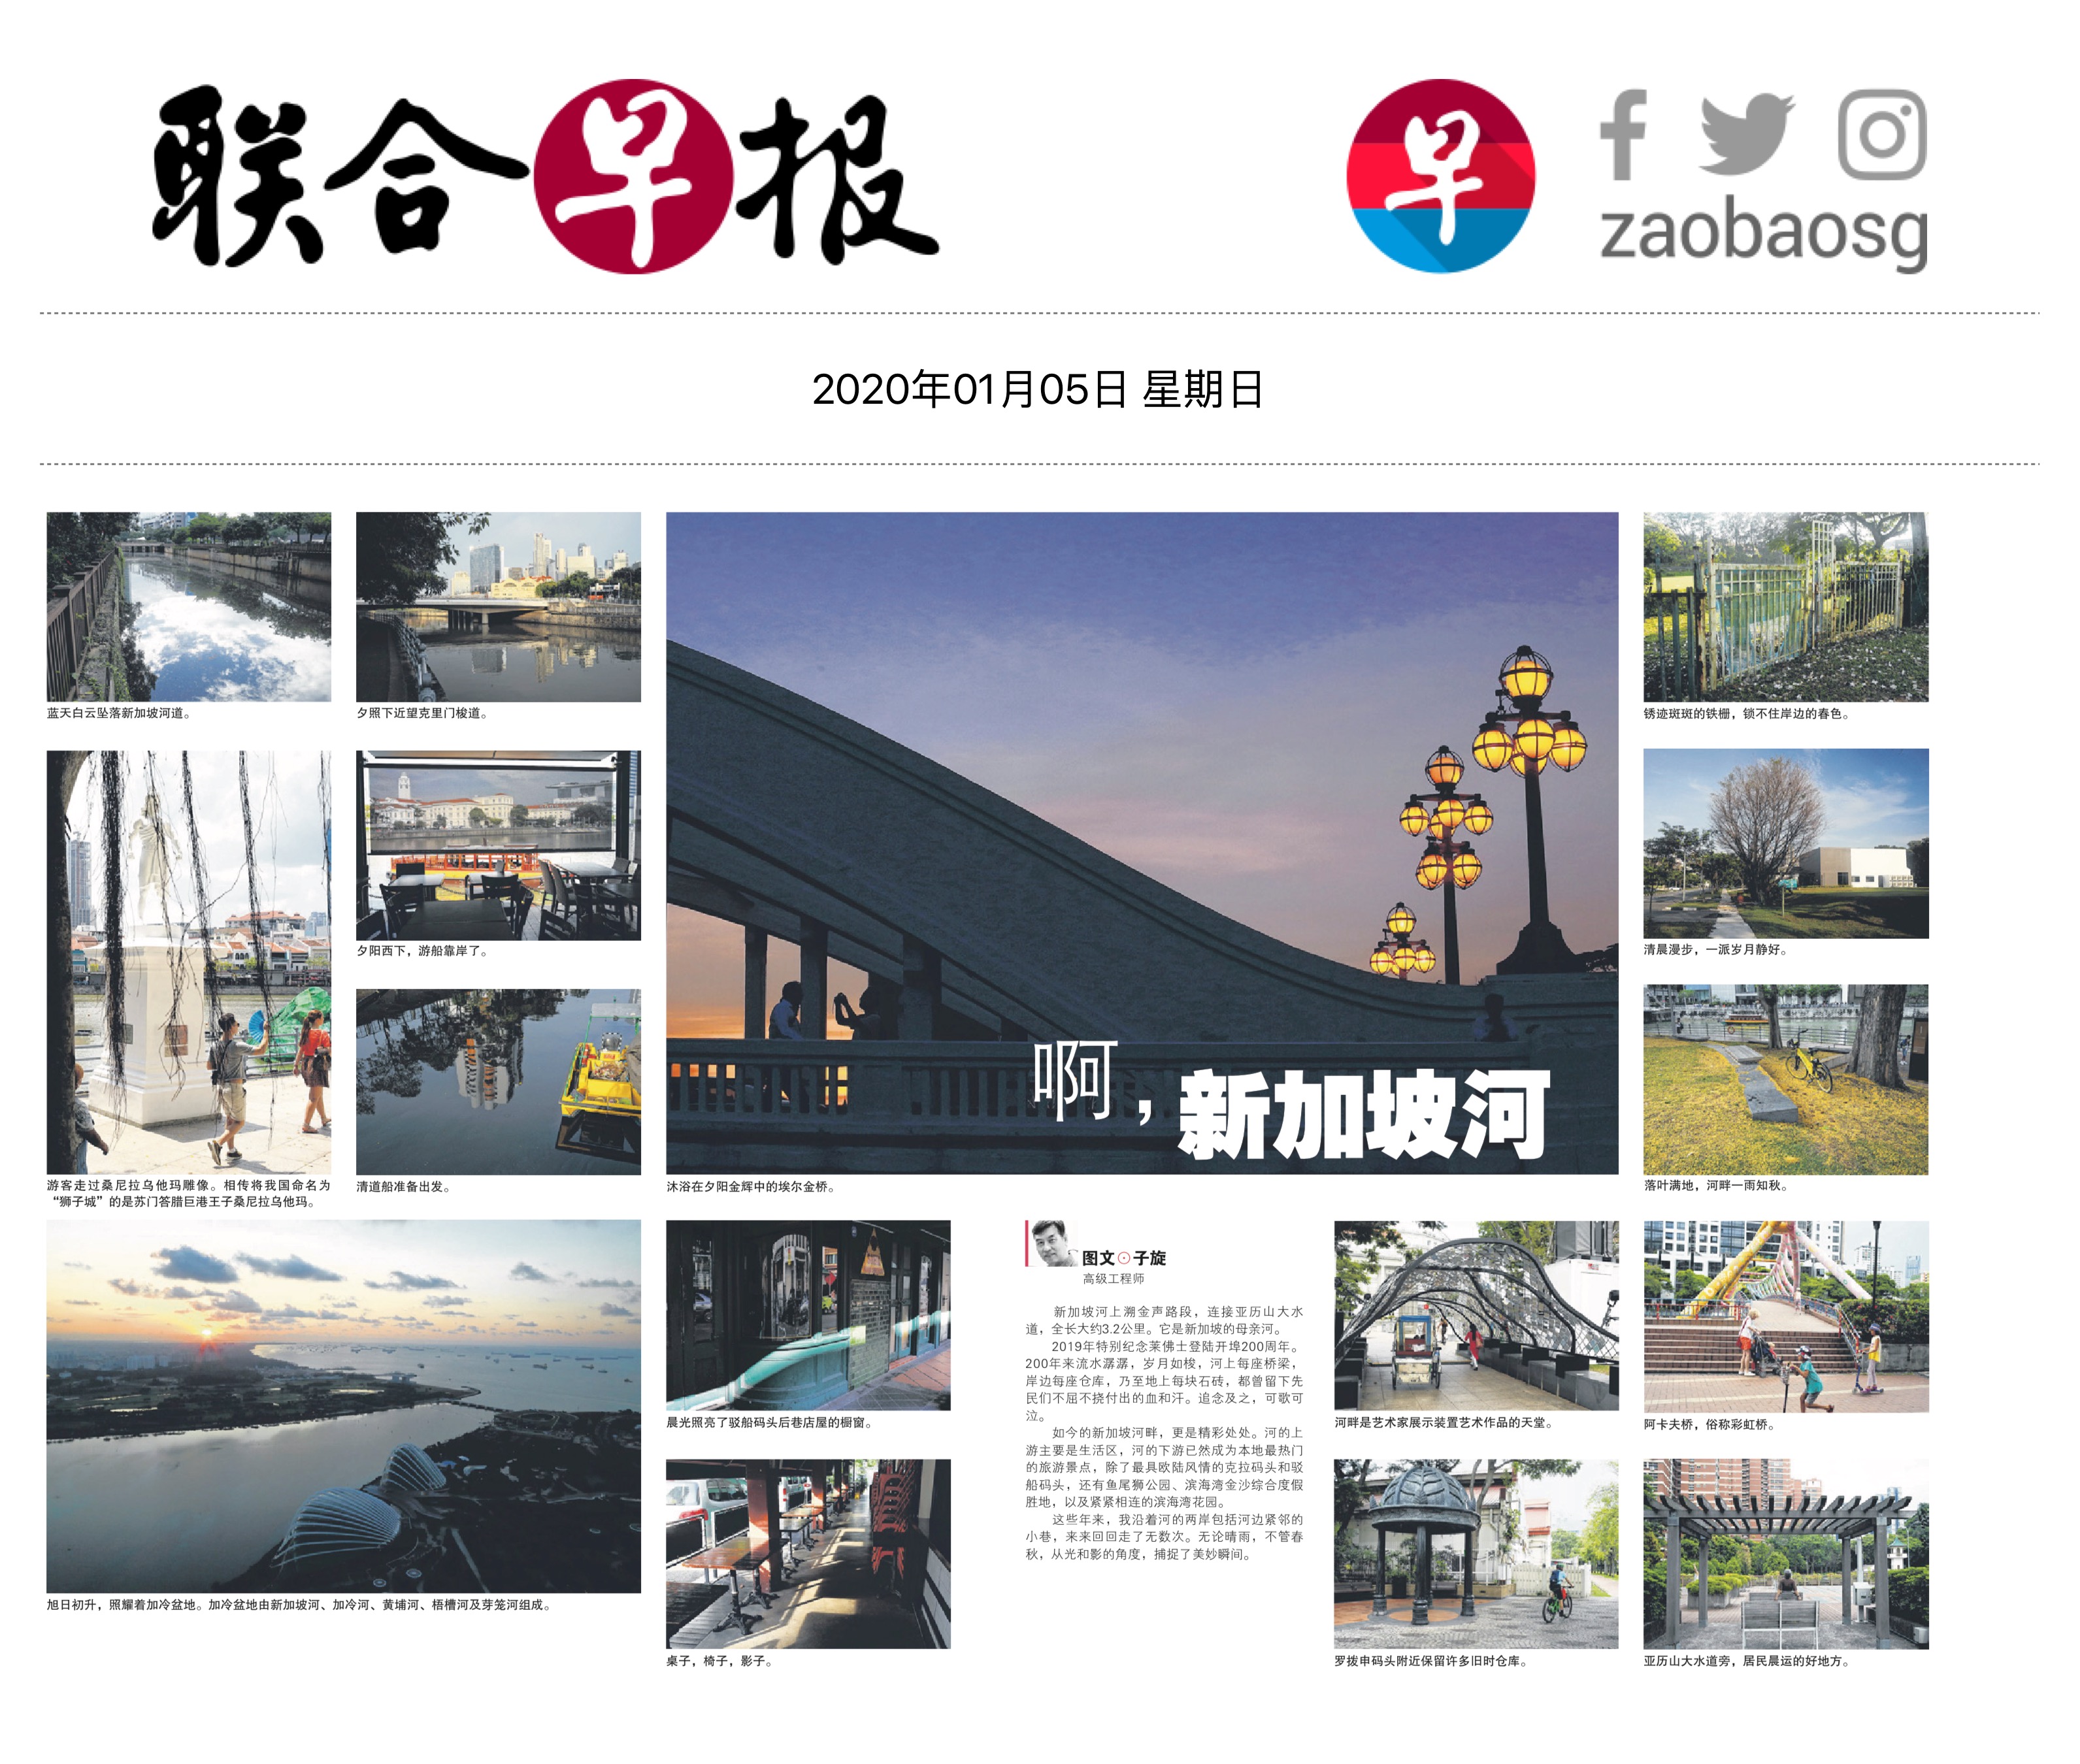 联合早报
早
zaobaosg
2020年01月05日 星期日
蓝天白云坠落新加坡河道。
夕照下近望克里门梭道。
锈迹斑斑的铁栅，锁不住岸边的春色。
夕阳西下，游船靠岸了。
清晨漫步，一派岁月静好。
啊，新加坡河
游客走过桑尼拉乌他玛雕像。相传将我国命名为
“狮子城”的是苏门答腊巨港王子桑尼拉乌他玛。
清道船准备出发。
沐浴在夕阳金辉中的埃尔金桥。
落叶满地，河畔一雨知秋。
旭日初升，照耀着加冷盆地。加冷盆地由新加坡河、加冷河、黄埔河、梧槽河及芽笼河组成。
晨光照亮了驳船码头后巷店屋的橱窗。
桌子，椅子，影子。
图文⊙子旋
高级工程师
新加坡河上溯金声路段，连接亚历山大水
道，全长大约3.2公里。它是新加坡的母亲河。
2019年特别纪念莱佛士登陆开埠200周年。
200年来流水潺潺，岁月如梭，河上每座桥梁，
岸边每座仓库，乃至地上每块石砖，都曾留下先
民们不屈不挠付出的血和汗。追念及之，可歌可
泣。
如今的新加坡河畔，更是精彩处处。河的上
游主要是生活区，河的下游已然成为本地最热门
的旅游景点，除了最具欧陆风情的克拉码头和驳
船码头，还有鱼尾狮公园、滨海湾金沙综合度假
胜地，以及紧紧相连的滨海湾花园。
这些年来，我沿着河的两岸包括河边紧邻的
小巷，来来回回走了无数次。无论晴雨，不管春
秋，从光和影的角度，捕捉了美妙瞬间。
河畔是艺术家展示装置艺术作品的天堂。
阿卡夫桥，俗称彩虹桥。
罗拨申码头附近保留许多旧时仓库。
亚历山大水道旁，居民晨运的好地方。